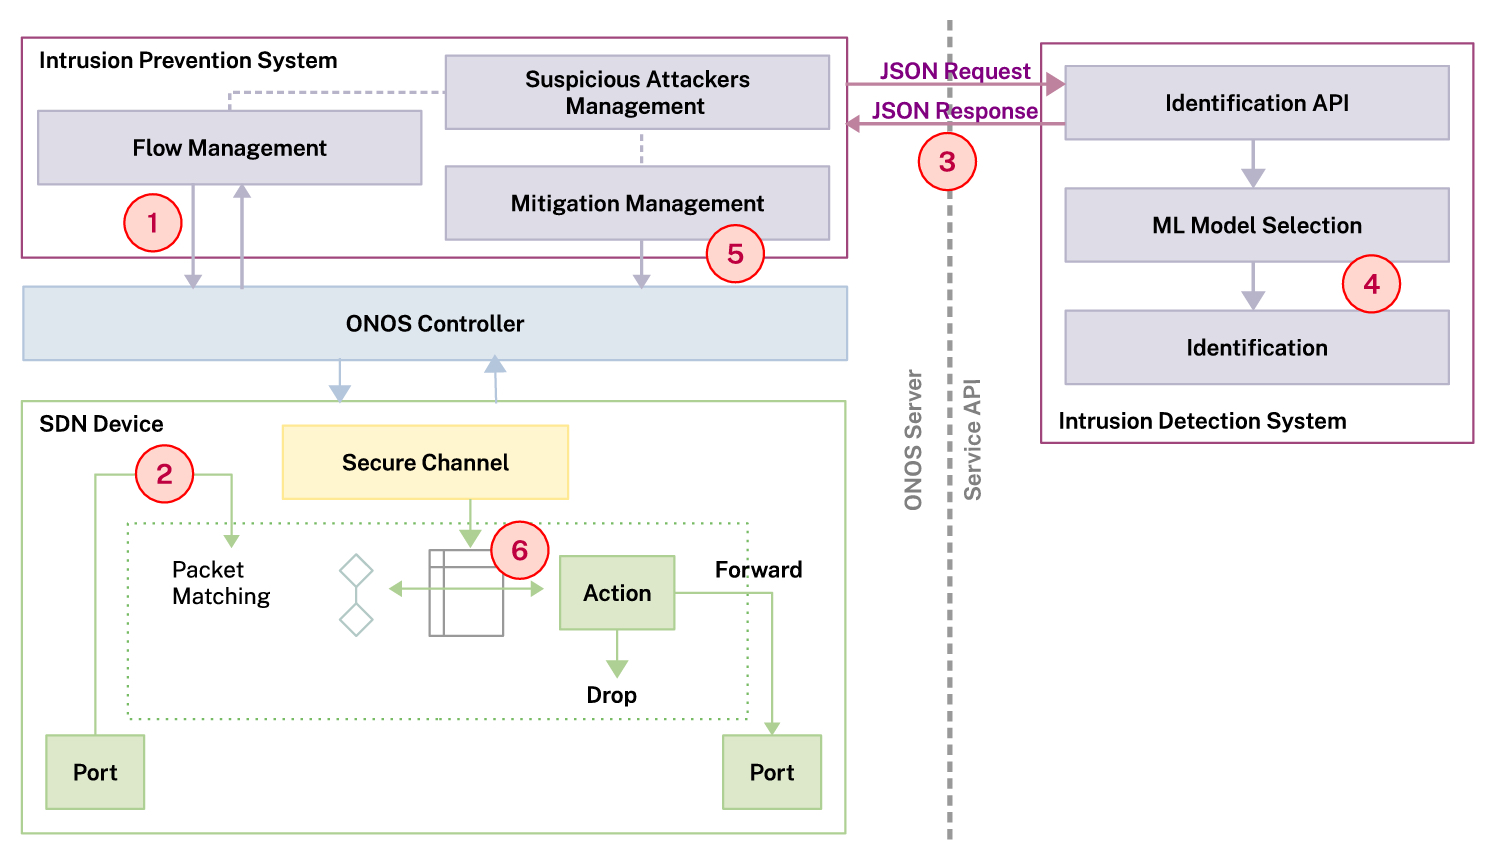 Intrusion Prevention System
Suspicious Attackers
Management
Flow Management
Mitigation Management
1
5
JSON Request
JSON Response
3
Identification API
ML Model Selection
4
Identification
Intrusion Detection System
ONOS Controller
ONOS Server
Service API
SDN Device
Secure Channel
2
6
Packet
Matching
Action
Forward
Drop
Port
Port